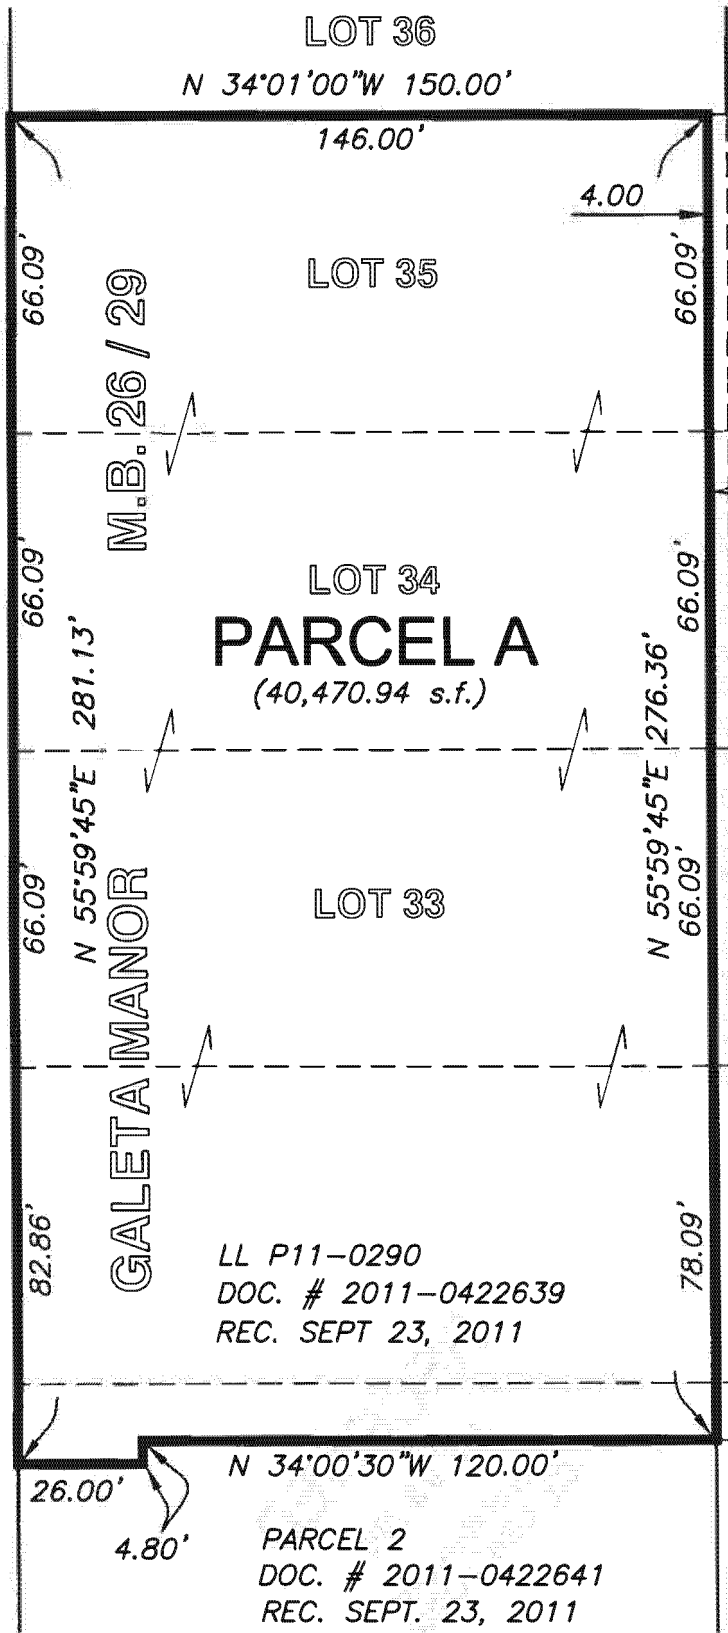 LOT 36
N 34°01'00"W 150.00'
146.00'
4.00
66.09'
66.09'
LOT 35
M.B. 26 / 29
66.09'
66.09'
LOT 34
PARCEL A
(40,470.94 s.f.)
N 55°59'45"E 281.13'
N 55°59'45"E 276.36'
66.09'
66.09'
LOT 33
GALETA MANOR
82.86'
78.09'
LL P11-0290
DOC. # 2011-0422639
REC. SEPT 23, 2011
26.00'
N 34°00'30"W 120.00'
4.80'
PARCEL 2
DOC. # 2011-0422641
REC. SEPT. 23, 2011